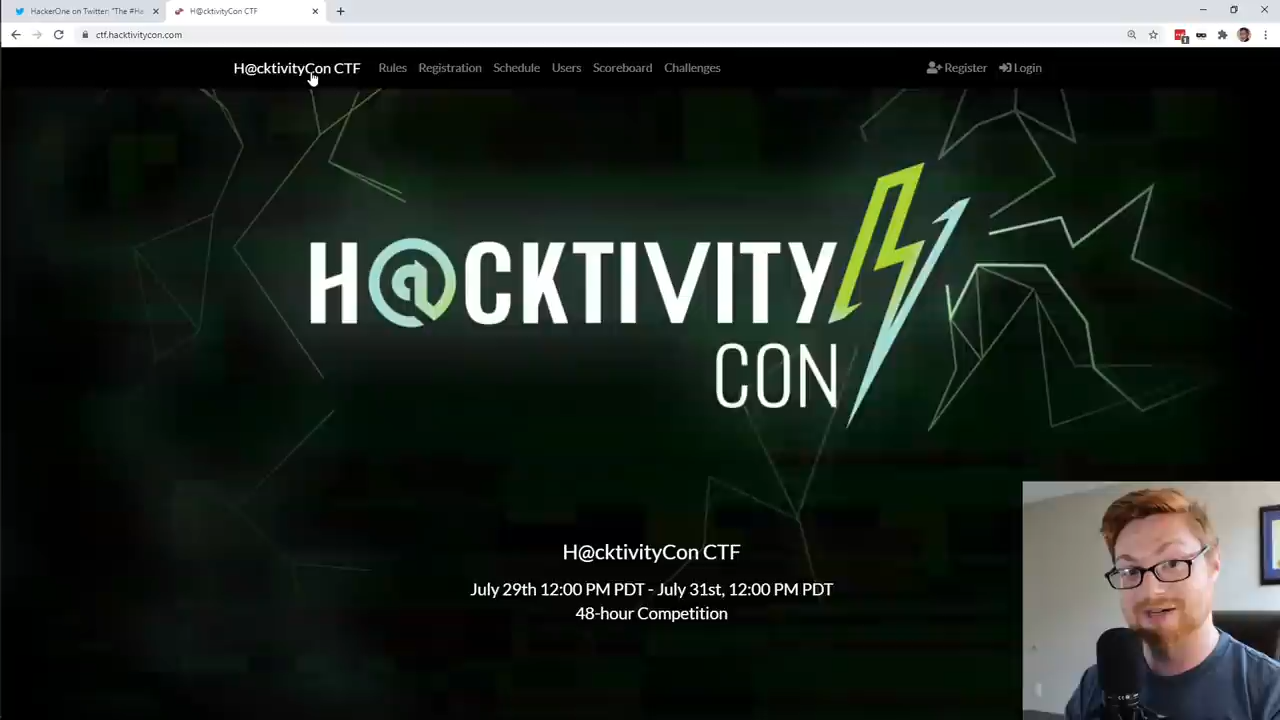 HackerOne on Twitter: "The #Ha
H@cktivityCon CTF
ctf.hacktivitycon.com
1
H@cktivityCon CTF Rules Registration Schedule Users Scoreboard Challenges Register Login
H@CKTIVITY
CON
H@cktivityCon CTF
July 29th 12:00 PM PDT - July 31st, 12:00 PM PDT
48-hour Competition